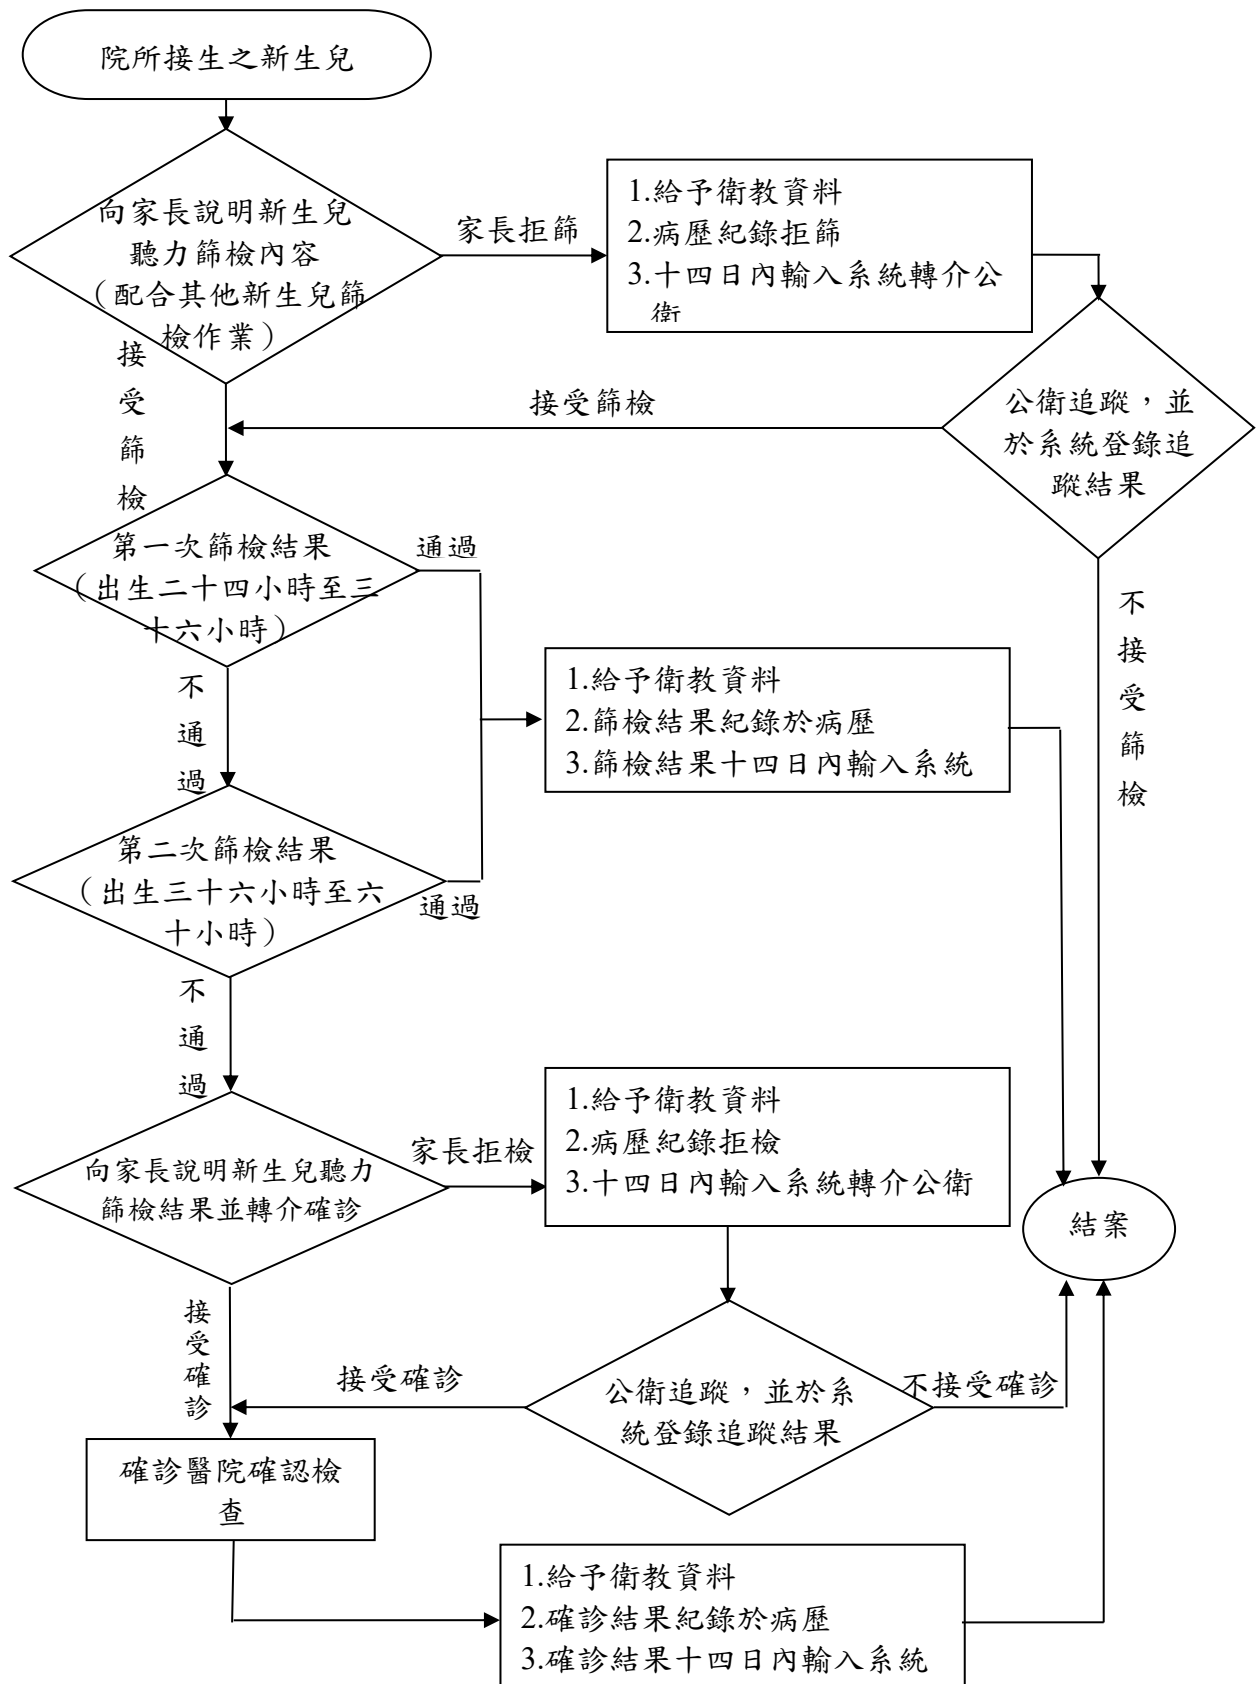 院所接生之新生兒
向家長說明新生兒
聽力篩檢內容
（配合其他新生兒篩
檢作業）
家長拒篩
1.給予衛教資料
2.病歷紀錄拒篩
3.十四日內輸入系統轉介公
衛
接受篩檢
接受篩檢
公衛追蹤，並
於系統登錄追
蹤結果
第一次篩檢結果
（出生二十四小時至三
十六小時）
通過
不接受篩檢
不通過
1.給予衛教資料
2.篩檢結果紀錄於病歷
3.篩檢結果十四日內輸入系統
第二次篩檢結果
（出生三十六小時至六
十小時）
通過
不通過
向家長說明新生兒聽力
篩檢結果並轉介確診
家長拒檢
1.給予衛教資料
2.病歷紀錄拒檢
3.十四日內輸入系統轉介公衛
結案
接受確診
接受確診
公衛追蹤，並於系
統登錄追蹤結果
不接受確診
確診醫院確認檢
查
1.給予衛教資料
2.確診結果紀錄於病歷
3.確診結果十四日內輸入系統